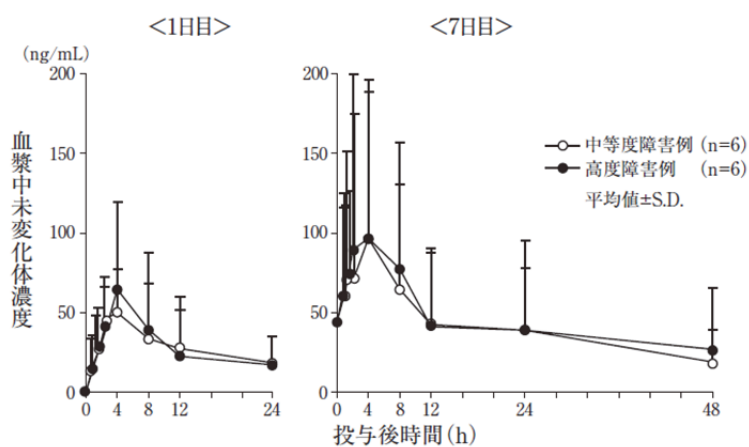 <1日目>
<7日目>
(ng/mL)
200
150
100
50
0
200
150
100
50
0
血漿中未変化体濃度
中等度障害例 (n=6)
高度障害例 (n=6)
平均値±S.D.
0 4 8 12 24
0 4 8 12 24 48
投与後時間(h)